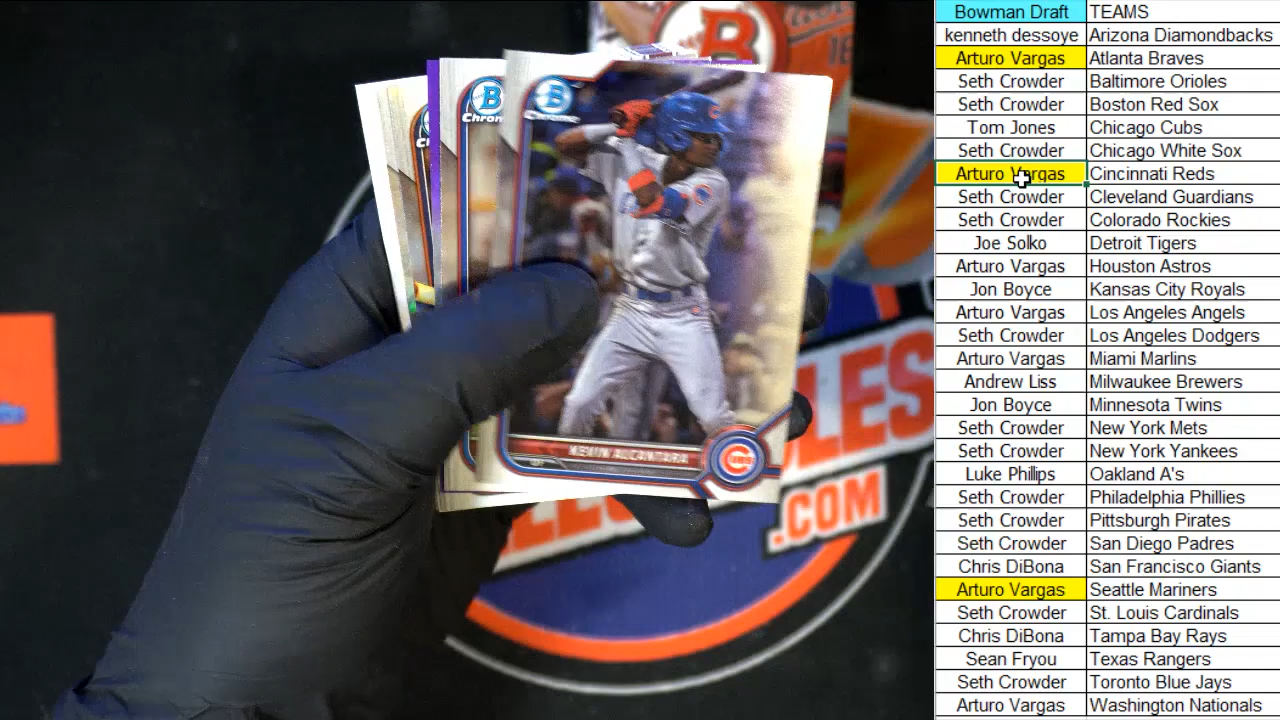 B
Chrome
B
Chrom
KEVIN ALCANTARA
CUBS
B
LES
.COM
Bowman Draft TEAMS
kenneth dessoye Arizona Diamondbacks
Arturo Vargas Atlanta Braves
Seth Crowder Baltimore Orioles
Seth Crowder Boston Red Sox
Tom Jones Chicago Cubs
Seth Crowder Chicago White Sox
Arturo Vargas Cincinnati Reds
Seth Crowder Cleveland Guardians
Seth Crowder Colorado Rockies
Joe Solko Detroit Tigers
Arturo Vargas Houston Astros
Jon Boyce Kansas City Royals
Arturo Vargas Los Angeles Angels
Seth Crowder Los Angeles Dodgers
Arturo Vargas Miami Marlins
Andrew Liss Milwaukee Brewers
Jon Boyce Minnesota Twins
Seth Crowder New York Mets
Seth Crowder New York Yankees
Luke Phillips Oakland A's
Seth Crowder Philadelphia Phillies
Seth Crowder Pittsburgh Pirates
Seth Crowder San Diego Padres
Chris DiBona San Francisco Giants
Arturo Vargas Seattle Mariners
Seth Crowder St. Louis Cardinals
Chris DiBona Tampa Bay Rays
Sean Fryou Texas Rangers
Seth Crowder Toronto Blue Jays
Arturo Vargas Washington Nationals